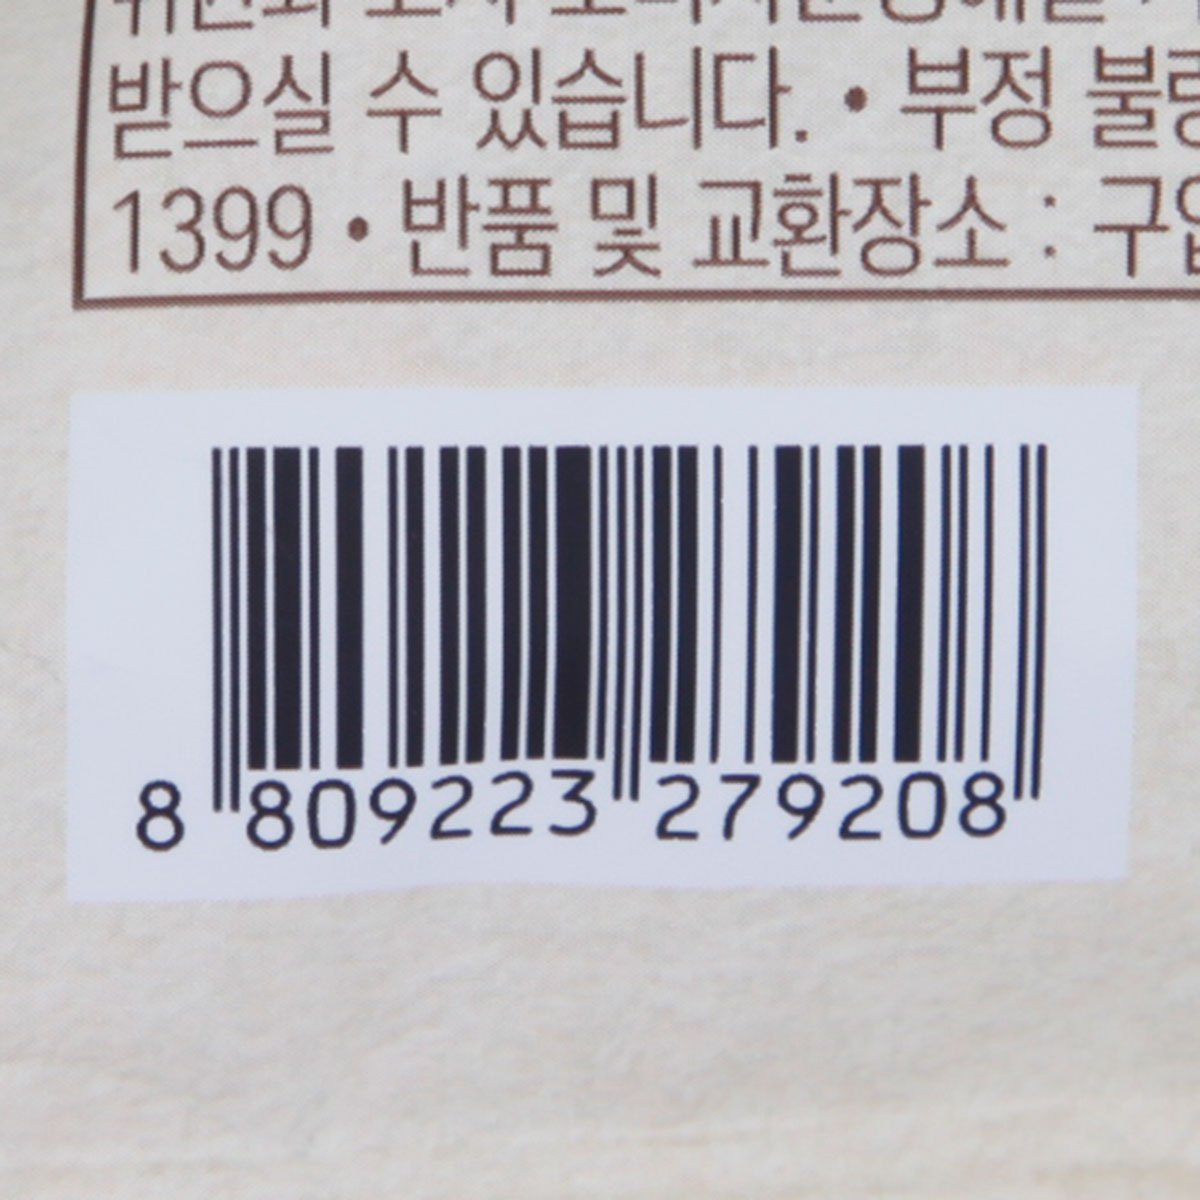 받으실 수 있습니다. • 부정 불량
1399 • 반품 및 교환장소 : 구입
8 809223 279208